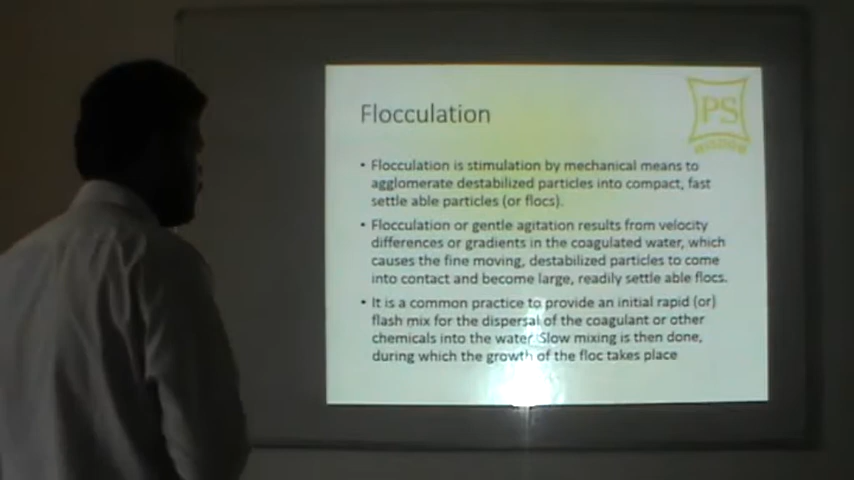 PS
WISDOM
Flocculation
• Flocculation is stimulation by mechanical means to
agglomerate destabilized particles into compact, fast
settle able particles (or flocs).
• Flocculation or gentle agitation results from velocity
differences or gradients in the coagulated water, which
causes the fine moving, destabilized particles to come
into contact and become large, readily settle able flocs.
• It is a common practice to provide an initial rapid (or)
flash mix for the dispersal of the coagulant or other
chemicals into the water. Slow mixing is then done,
during which the growth of the floc takes place